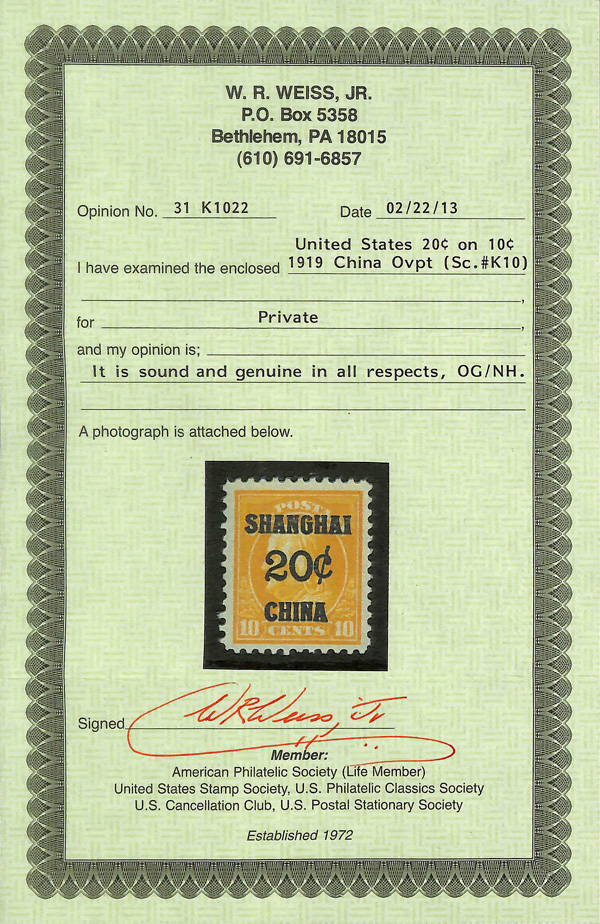 W. R. WEISS, JR.
P.O. Box 5358
Bethlehem, PA 18015
(610) 691-6857
Opinion No. 31 K1022 Date 02/22/13
United States 20¢ on 10¢
I have examined the enclosed 1919 China Ovpt (Sc.#K10)
,
for Private ,
and my opinion is;
It is sound and genuine in all respects, OG/NH.
A photograph is attached below.
POSTA
SHANGHAI
20¢
CHINA
10 CENTS 10
Signed W R Weiss, Jr
Member:
American Philatelic Society (Life Member)
United States Stamp Society, U.S. Philatelic Classics Society
U.S. Cancellation Club, U.S. Postal Stationary Society
Established 1972